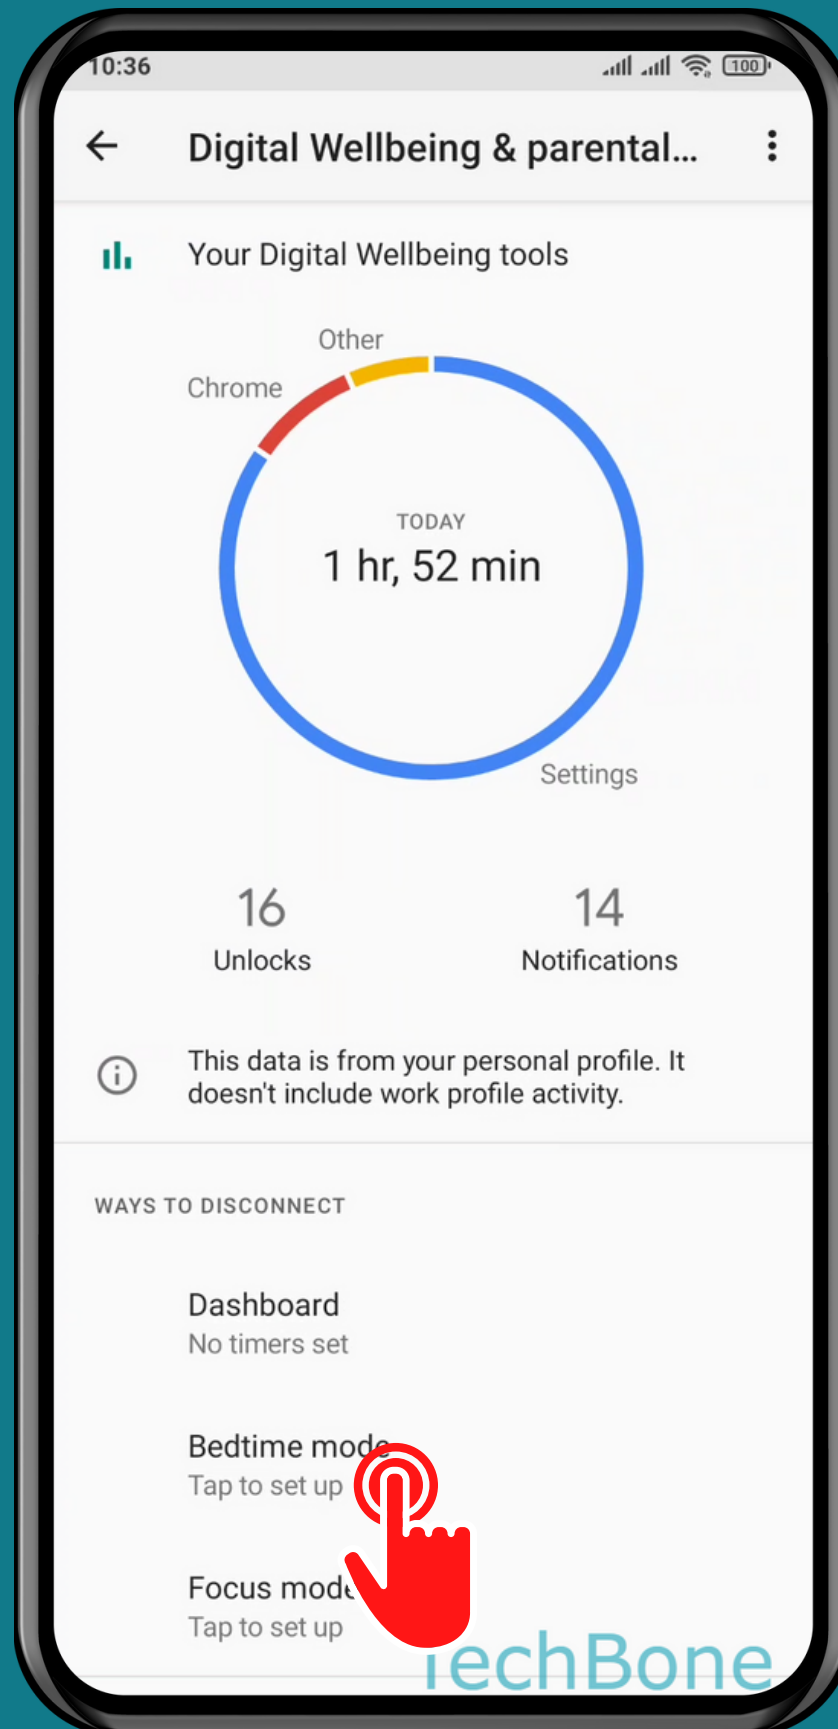 10:36
100
Digital Wellbeing & parental...
Your Digital Wellbeing tools
Other
Chrome
TODAY
1 hr, 52 min
Settings
16
14
Unlocks
Notifications
This data is from your personal profile. It
doesn't include work profile activity.
WAYS TO DISCONNECT
Dashboard
No timers set
Bedtime mode
Tap to set up
Focus mode
Tap to set up
TechBone